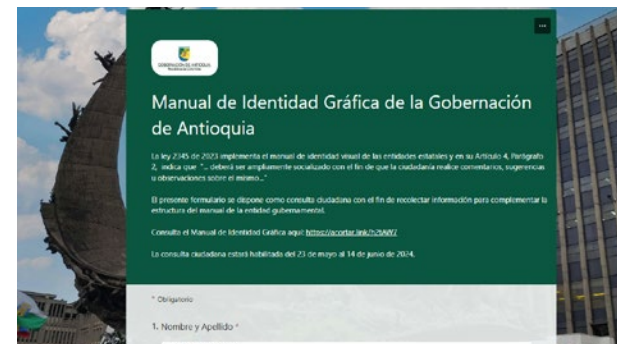 GOBERNACIÓN DE ANTIOQUIA
Manual de Identidad Gráfica de la Gobernación
de Antioquia
La ley 2345 de 2023 implementa el manual de identidad visual de las entidades estatales y en su Artículo 4, Parágrafo
2, indica que "... deberá ser ampliamente socializado con el fin de que la ciudadanía realice comentarios, sugerencias
u observaciones sobre el mismo..."
El presente formulario se dispone como consulta ciudadana con el fin de recolectar información para complementar la
estructura del manual de la entidad gubernamental.
Consulta el Manual de Identidad Gráfica aquí:
La consulta ciudadana estará habilitada del 23 de mayo al 14 de junio de 2024.
* Obligatorio
1. Nombre y Apellido *